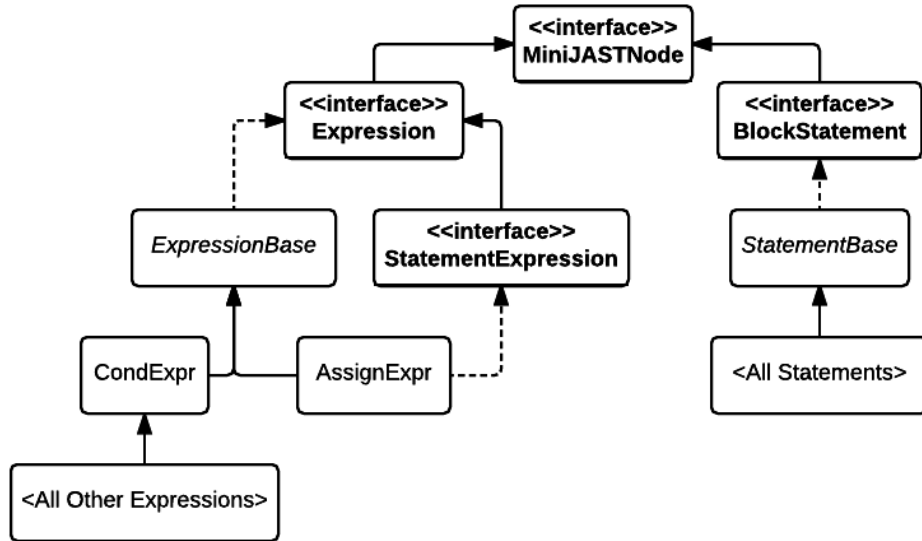 <<interface>>
MiniJASTNode
<<interface>>
Expression
<<interface>>
BlockStatement
ExpressionBase
<<interface>>
StatementExpression
StatementBase
CondExpr
AssignExpr
<All Statements>
<All Other Expressions>